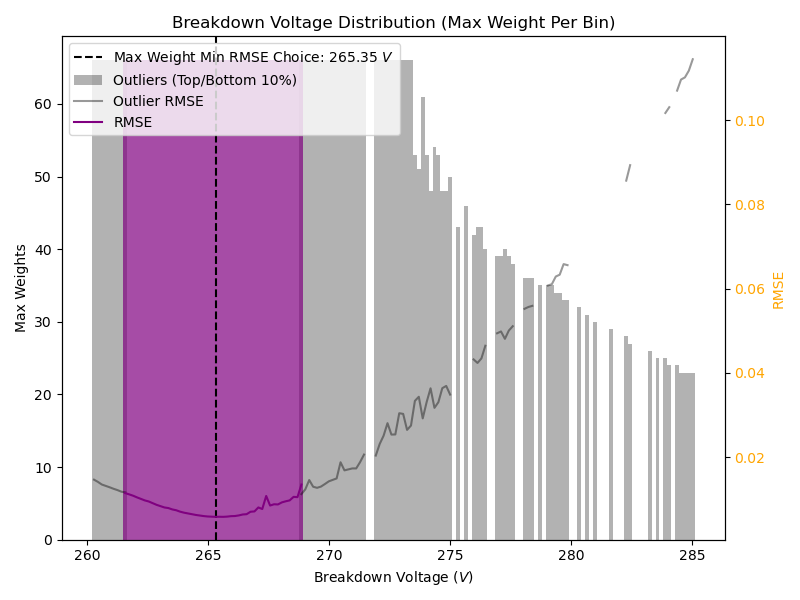 Breakdown Voltage Distribution (Max Weight Per Bin)
Max Weight Min RMSE Choice: 265.35 V
Outliers (Top/Bottom 10%)
Outlier RMSE
RMSE
Max Weights
60
50
40
30
20
10
0
0.10
0.08
0.06
0.04
0.02
RMSE
260
265
270
275
280
285
Breakdown Voltage (V)